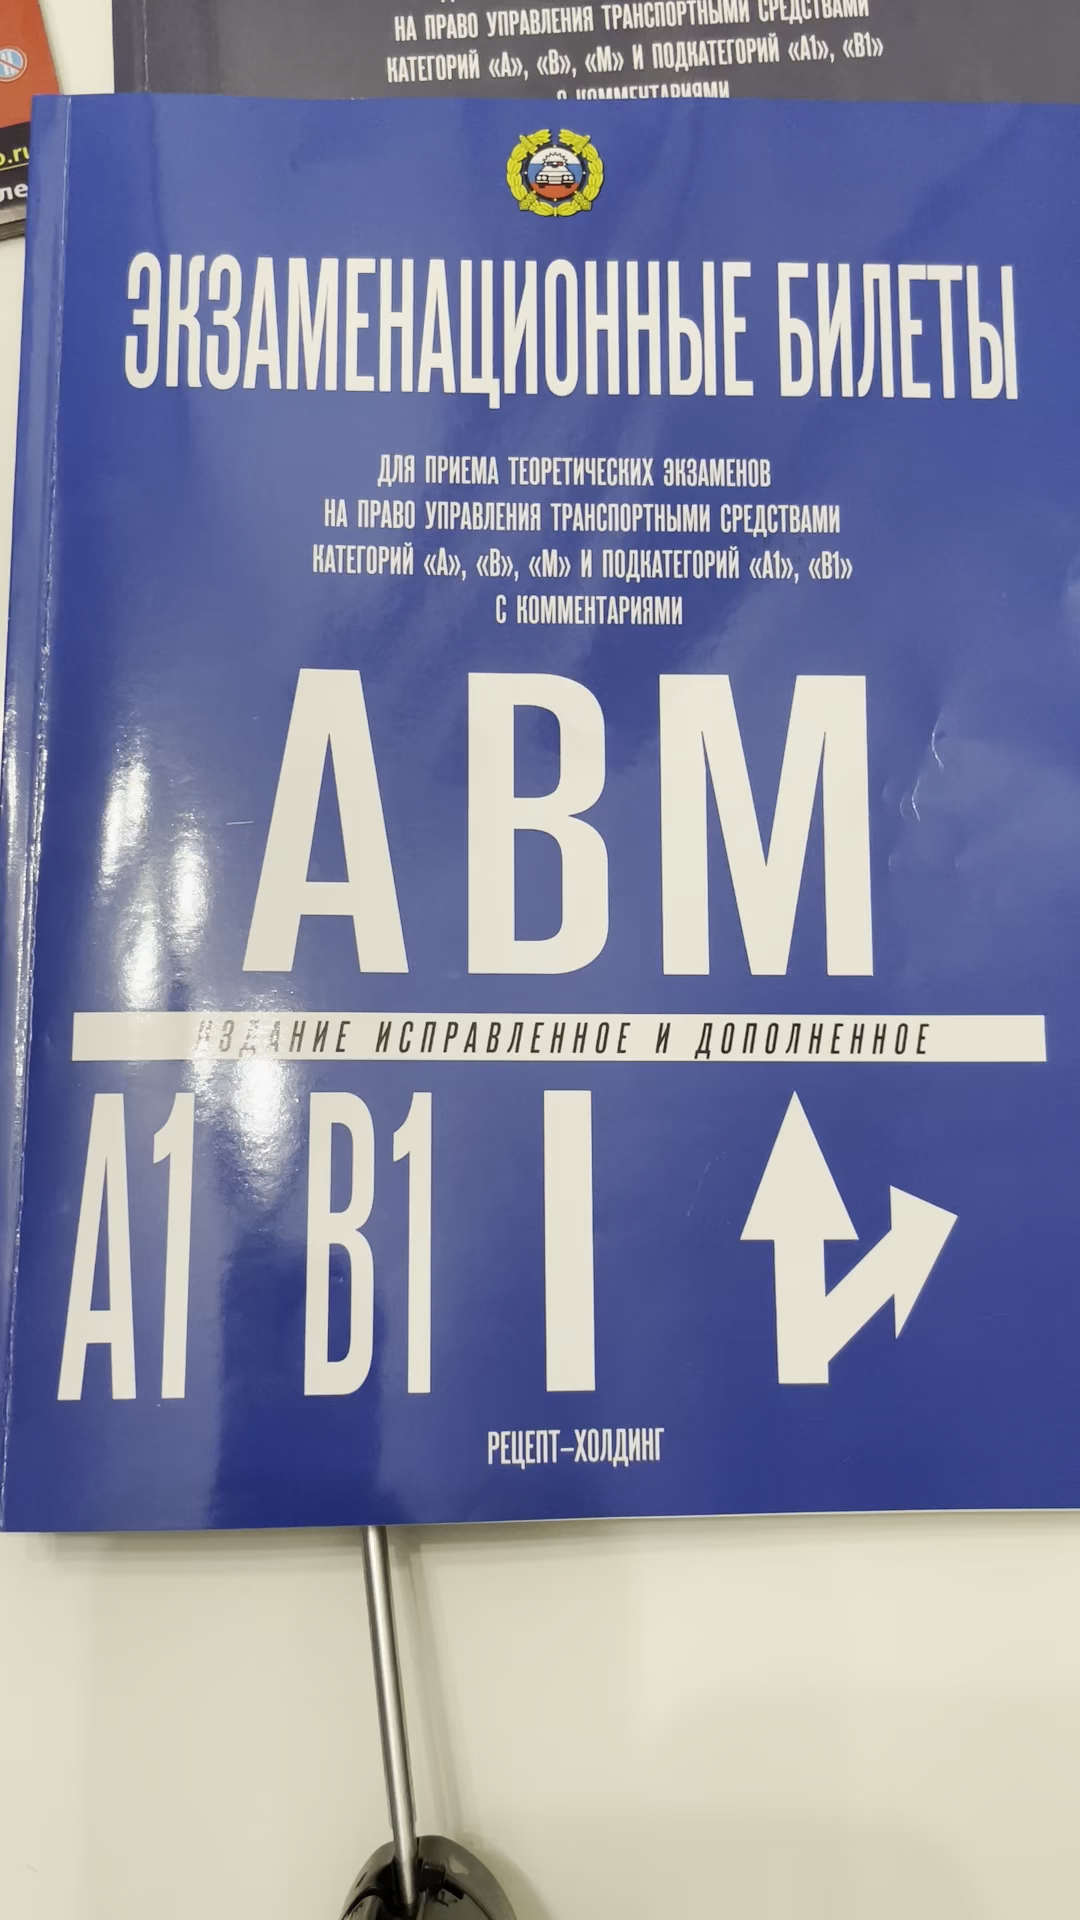 НА ПРАВО УПРАВЛЕНИЯ ТРАНСПОРТНЫМИ СРЕДСТВАМИ
КАТЕГОРИЙ «А», «В», «М» И ПОДКАТЕГОРИЙ «А1», «В1»
С КОММЕНТАРИЯМИ
ЭКЗАМЕНАЦИОННЫЕ БИЛЕТЫ
ДЛЯ ПРИЕМА ТЕОРЕТИЧЕСКИХ ЭКЗАМЕНОВ
НА ПРАВО УПРАВЛЕНИЯ ТРАНСПОРТНЫМИ СРЕДСТВАМИ
КАТЕГОРИЙ «А», «В», «М» И ПОДКАТЕГОРИЙ «А1», «В1»
С КОММЕНТАРИЯМИ
А В М
ИЗДАНИЕ ИСПРАВЛЕННОЕ И ДОПОЛНЕННОЕ
А1 В1
РЕЦЕПТ-ХОЛДИНГ